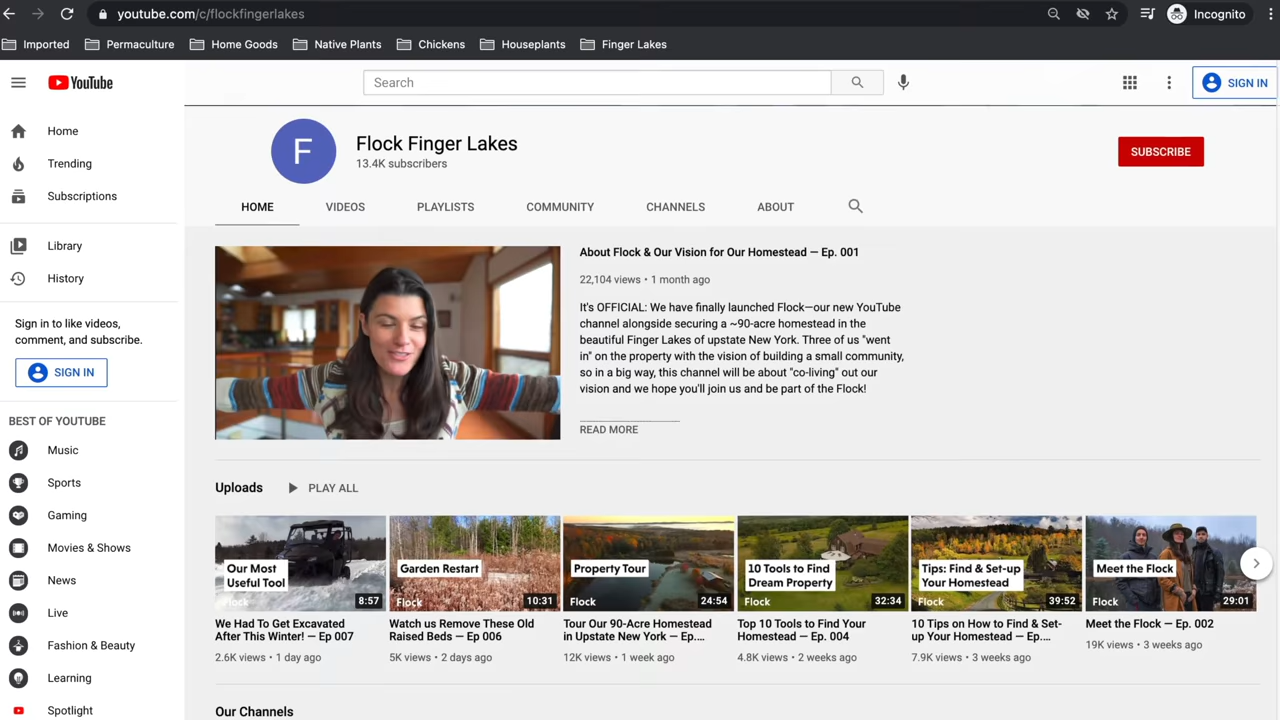 youtube.com/c/flockfingerlakes
Incognito
Imported
Permaculture
Home Goods
Native Plants
Chickens
Houseplants
Finger Lakes
YouTube
Search
SIGN IN
Home
Trending
Subscriptions
Library
History
Sign in to like videos,
comment, and subscribe.
SIGN IN
BEST OF YOUTUBE
Music
Sports
Gaming
Movies & Shows
News
Live
Fashion & Beauty
Learning
Spotlight
F
Flock Finger Lakes
13.4K subscribers
SUBSCRIBE
HOME
VIDEOS
PLAYLISTS
COMMUNITY
CHANNELS
ABOUT
About Flock & Our Vision for Our Homestead — Ep. 001
22,104 views • 1 month ago
It's OFFICIAL: We have finally launched Flock—our new YouTube
channel alongside securing a ~90-acre homestead in the
beautiful Finger Lakes of upstate New York. Three of us "went
in" on the property with the vision of building a small community,
so in a big way, this channel will be about "co-living" out our
vision and we hope you'll join us and be part of the Flock!
READ MORE
Uploads
PLAY ALL
Our Most
Useful Tool
Flock
8:57
We Had To Get Excavated
After This Winter! — Ep 007
2.6K views • 1 day ago
Garden Restart
Flock
10:31
Watch us Remove These Old
Raised Beds — Ep 006
5K views • 2 days ago
Property Tour
Flock
24:54
Tour Our 90-Acre Homestead
in Upstate New York — Ep....
12K views • 1 week ago
10 Tools to Find
Dream Property
Flock
32:34
Top 10 Tools to Find Your
Homestead — Ep. 004
4.8K views • 2 weeks ago
Tips: Find & Set-up
Your Homestead
Flock
39:52
10 Tips on How to Find & Set-
up Your Homestead — Ep....
7.9K views • 3 weeks ago
Meet the Flock
Flock
29:01
Meet the Flock — Ep. 002
19K views • 3 weeks ago
Our Channels